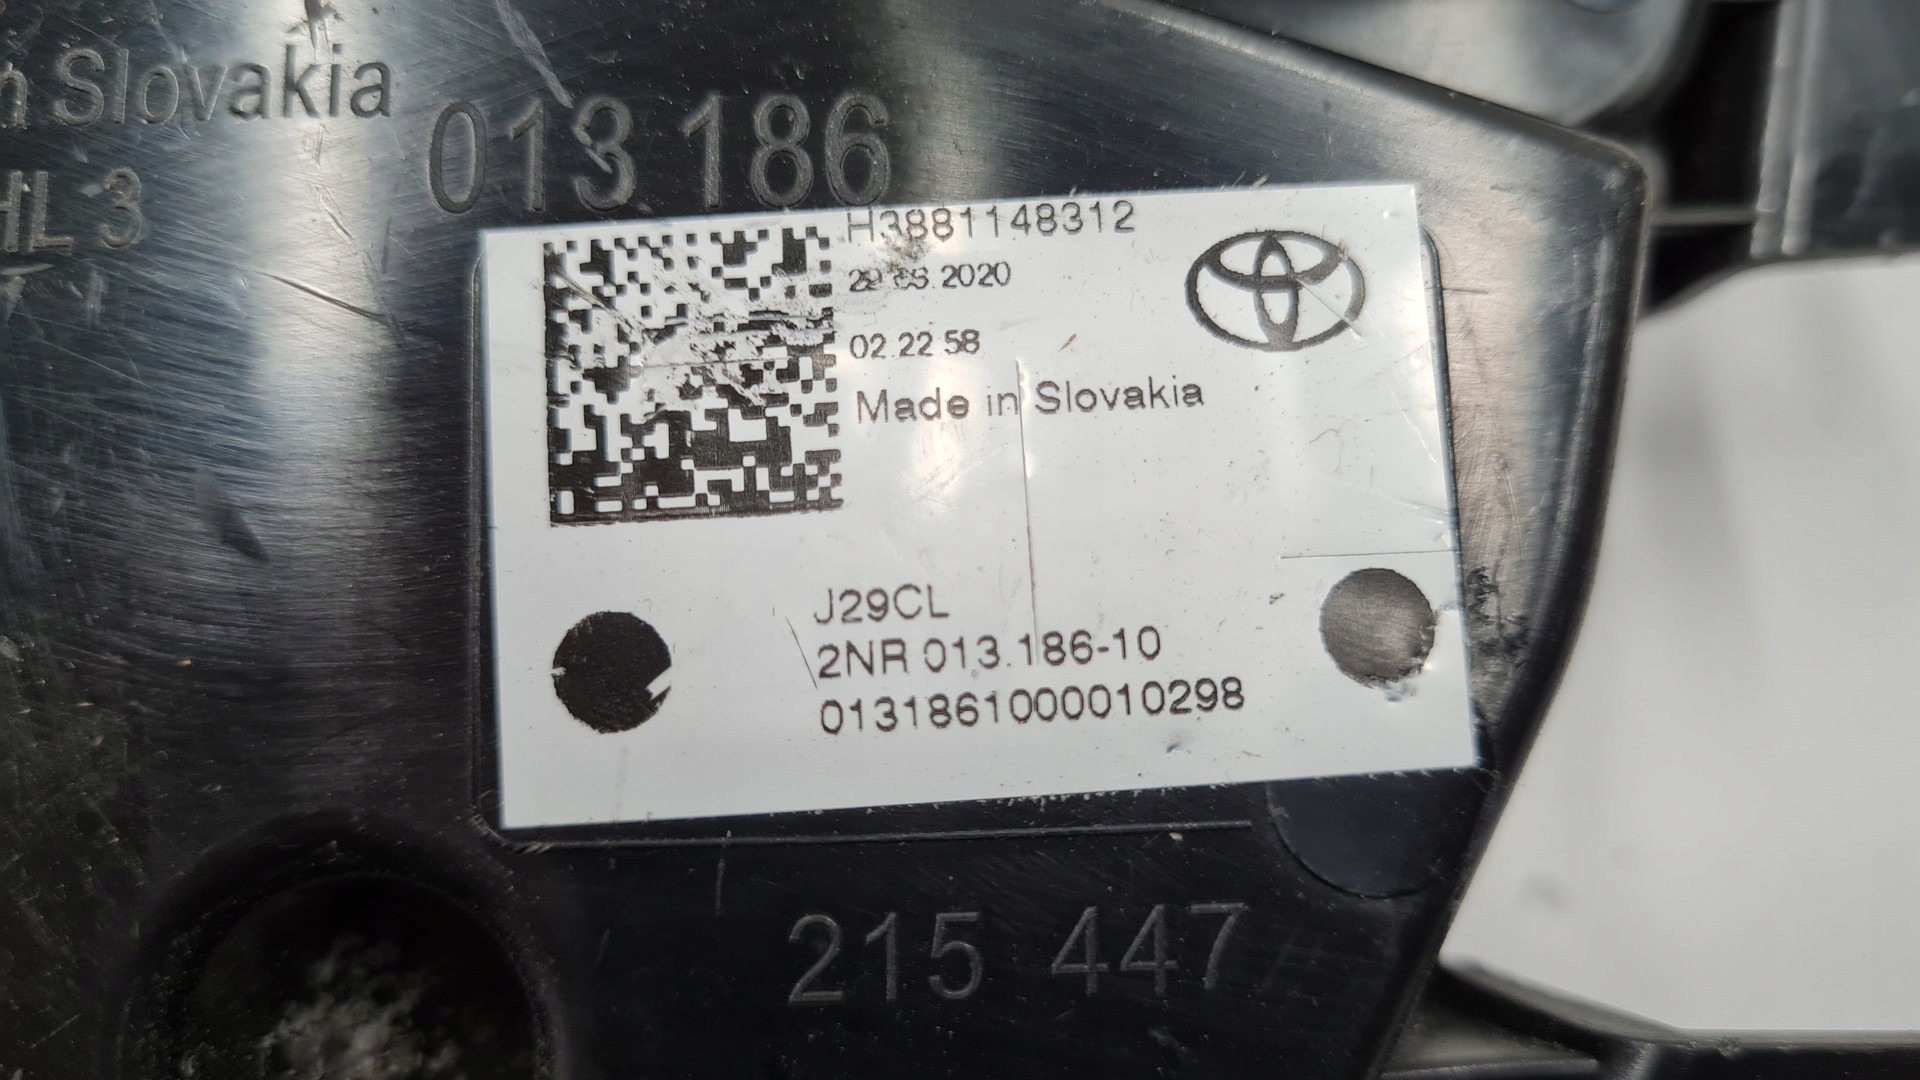 n Slovakia
013 186
HL 3
H3881148312
2020
02 22 58
Made in Slovakia
J29CL
2NR 013.186-10
0131861000010298
215 447